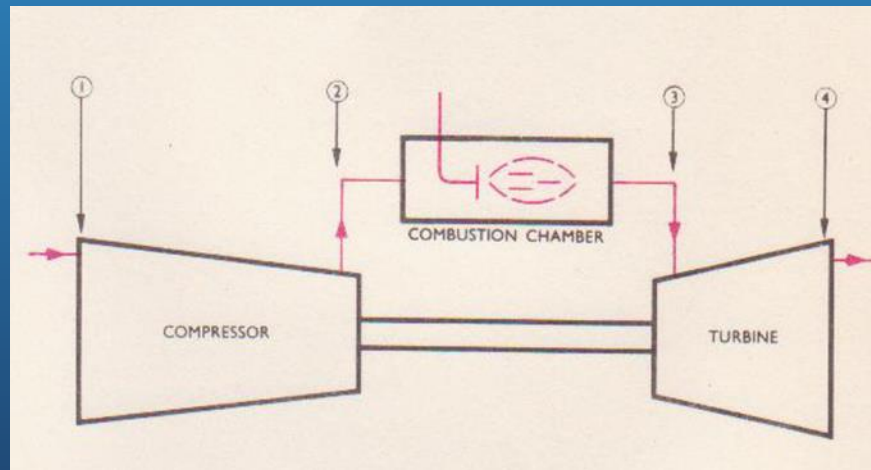 ① ② ③ ④
COMBUSTION CHAMBER
COMPRESSOR
TURBINE